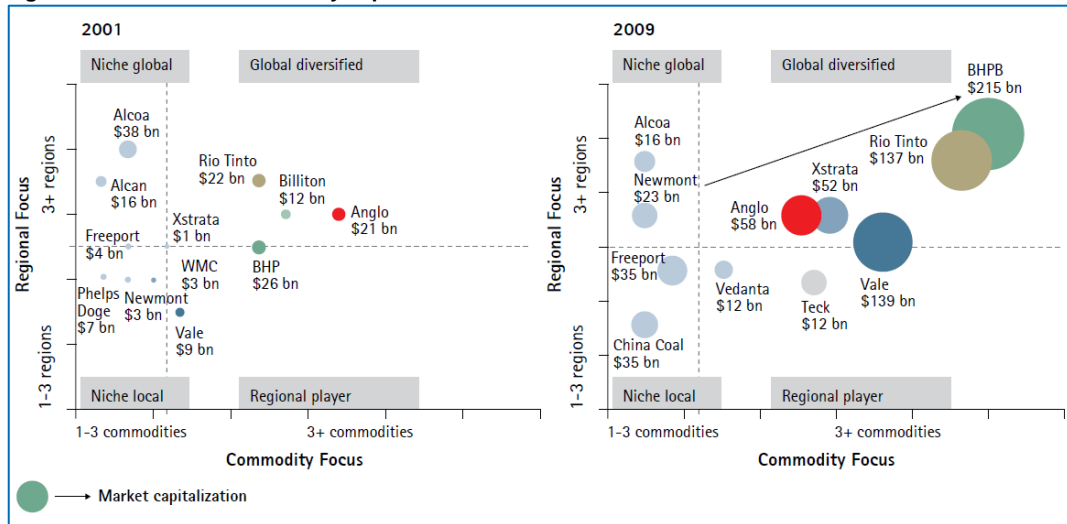 2001
Niche global
Global diversified
Alcoa
$38 bn
Alcan
$16 bn
Rio Tinto
$22 bn
Billiton
$12 bn
Anglo
$21 bn
Xstrata
$1 bn
Freeport
$4 bn
WMC
$3 bn
BHP
$26 bn
Phelps
Doge
$7 bn
Newmont
$3 bn
Vale
$9 bn
Niche local
Regional player
3+ regions
1-3 regions
Regional Focus
1-3 commodities
3+ commodities
Commodity Focus
2009
Niche global
Global diversified
BHPB
$215 bn
Alcoa
$16 bn
Rio Tinto
$137 bn
Newmont
$23 bn
Xstrata
$52 bn
Anglo
$58 bn
Freeport
$35 bn
Vedanta
$12 bn
Teck
$12 bn
Vale
$139 bn
China Coal
$35 bn
Niche local
Regional player
3+ regions
1-3 regions
Regional Focus
1-3 commodities
3+ commodities
Commodity Focus
Market capitalization